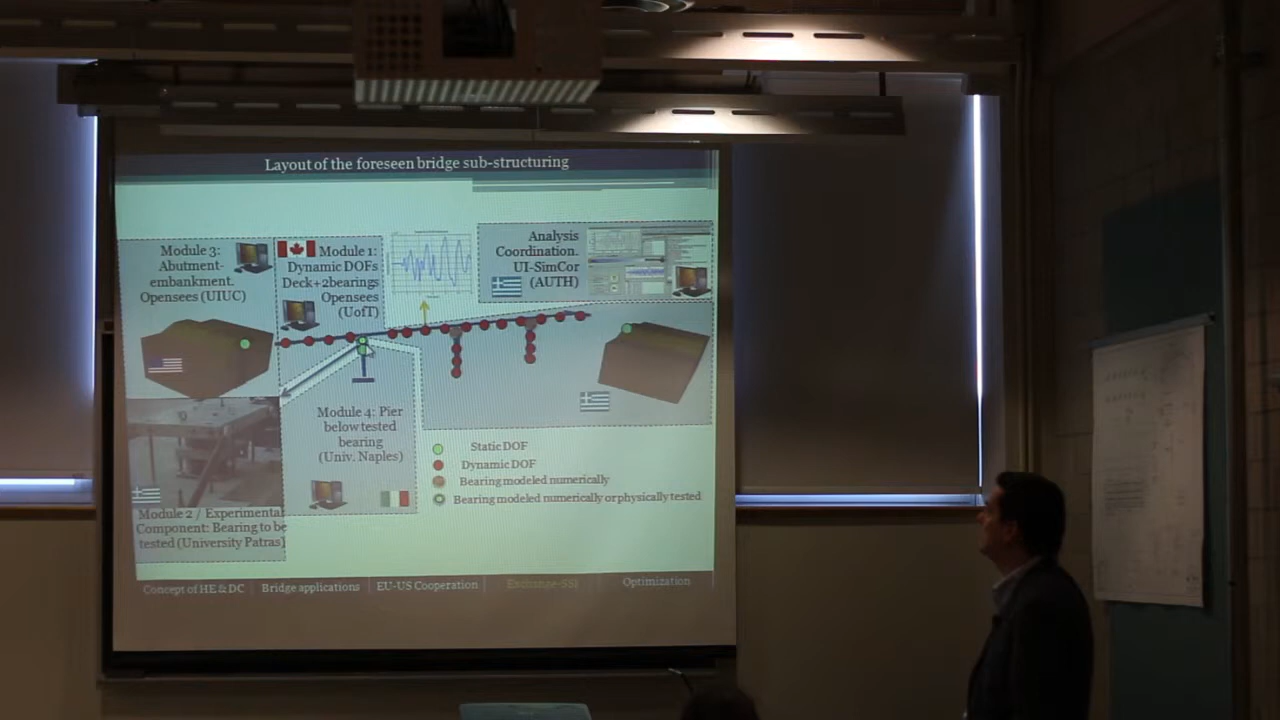 Layout of the foreseen bridge sub-structuring
Module 3:
Abutment-
embankment.
Opensees (UIUC)
Module 1:
Dynamic DOFs
Deck+2bearings
Opensees
(UofT)
Analysis
Coordination.
UI-SimCor
(AUTH)
Module 4: Pier
below tested
bearing
(Univ. Naples)
Static DOF
Dynamic DOF
Bearing modeled numerically
Bearing modeled numerically or physically tested
Module 2 / Experimental
Component: Bearing to be
tested (University Patras)
Concept of HE & DC
Bridge applications
EU-US Cooperation
Exchange-SSI
Optimization